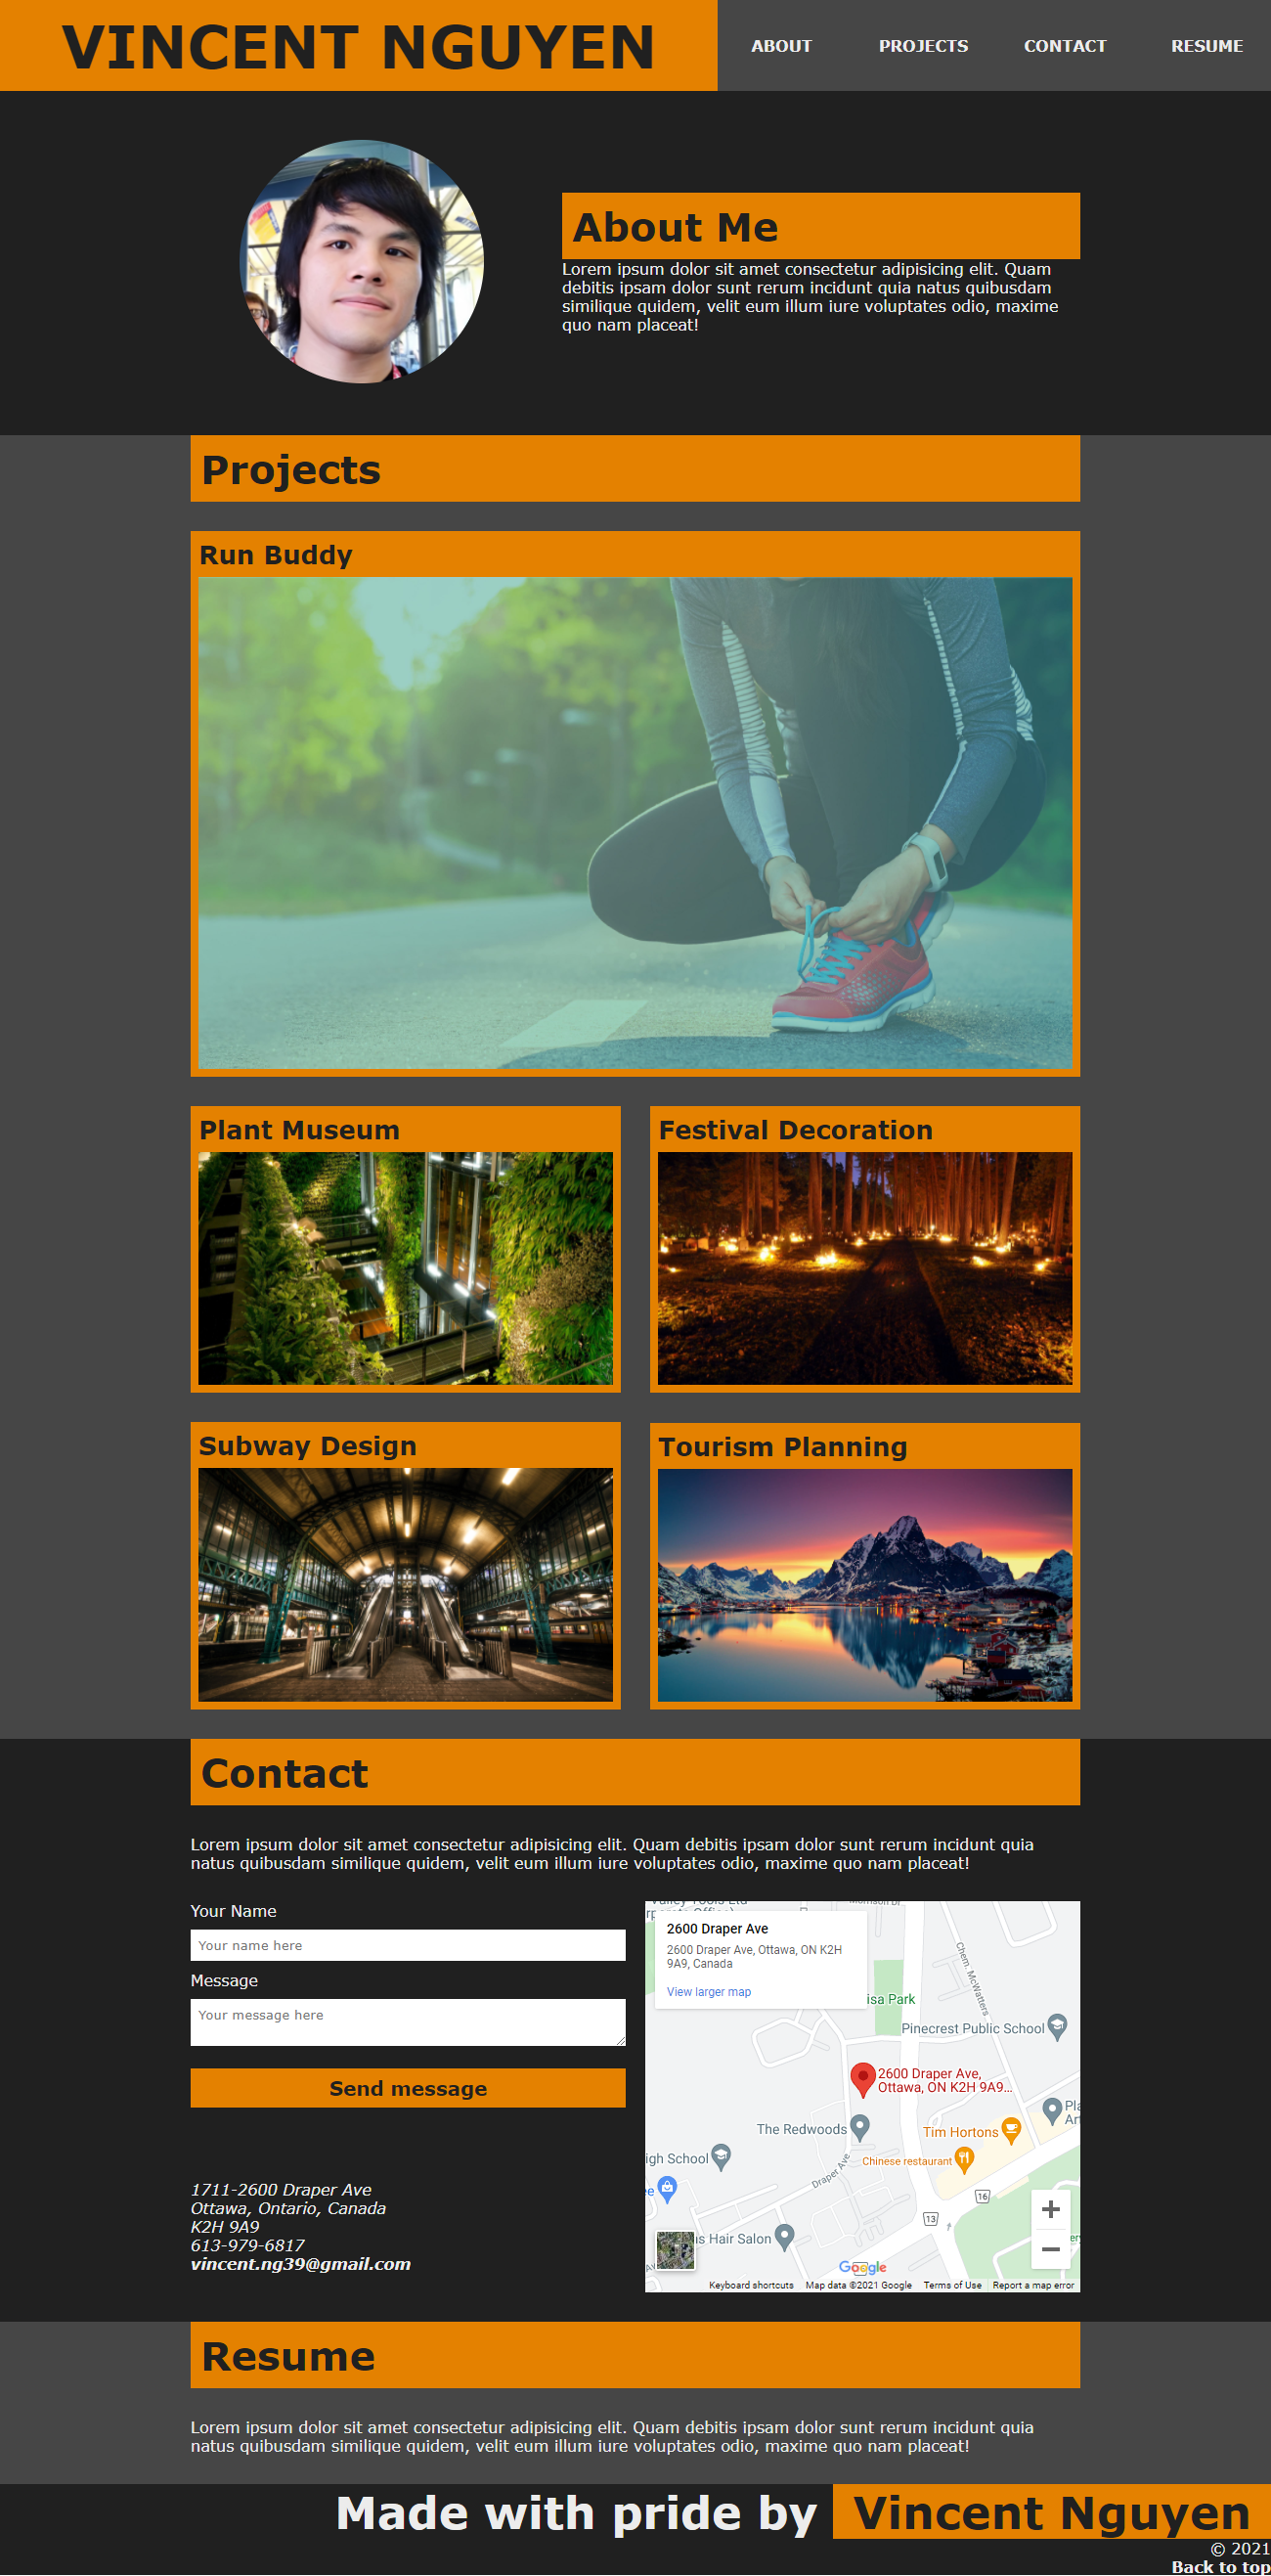 VINCENT NGUYEN
ABOUT PROJECTS CONTACT RESUME
About Me
Lorem ipsum dolor sit amet consectetur adipisicing elit. Quam
debitis ipsam dolor sunt rerum incidunt quia natus quibusdam
similique quidem, velit eum illum iure voluptates odio, maxime
quo nam placeat!
Projects
Run Buddy
Plant Museum
Festival Decoration
Subway Design
Tourism Planning
Contact
Lorem ipsum dolor sit amet consectetur adipisicing elit. Quam debitis ipsam dolor sunt rerum incidunt quia
natus quibusdam similique quidem, velit eum illum iure voluptates odio, maxime quo nam placeat!
Your Name
Your name here
Message
Your message here
Send message
1711-2600 Draper Ave
Ottawa, Ontario, Canada
K2H 9A9
613-979-6817
vincent.ng39@gmail.com
2600 Draper Ave
2600 Draper Ave, Ottawa, ON K2H
9A9, Canada
View larger map
isa Park
Chem. McWatters
Pinecrest Public School
2600 Draper Ave,
Ottawa, ON K2H 9A9...
The Redwoods
Tim Hortons
Chinese restaurant
igh School
Draper Ave
16
13
ns Hair Salon
Google
Keyboard shortcuts Map data ©2021 Google Terms of Use Report a map error
Resume
Lorem ipsum dolor sit amet consectetur adipisicing elit. Quam debitis ipsam dolor sunt rerum incidunt quia
natus quibusdam similique quidem, velit eum illum iure voluptates odio, maxime quo nam placeat!
Made with pride by Vincent Nguyen
© 2021
Back to top